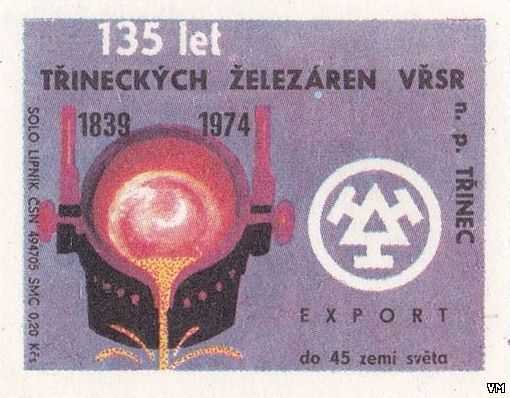 135 let
TŘINECKÝCH ŽELEZÁREN VŘSR
n. p. TŘINEC
1839 1974
SOLO LIPNÍK ČSN 494705 SMC 0,20 Kčs
EXPORT
do 45 zemí světa
VM